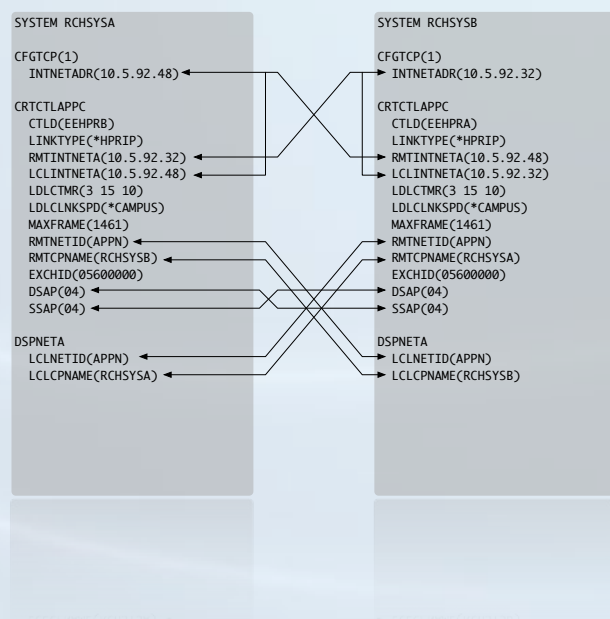 SYSTEM RCHSYSA
CFGTCP(1)
INTNETADR(10.5.92.48)
CRTCTLAPPC
CTLD(EEHPRB)
LINKTYPE(*HPRIP)
RMTINTNETA(10.5.92.32)
LCLINTNETA(10.5.92.48)
LDLCTMR(3 15 10)
LDLCLNKSPD(*CAMPUS)
MAXFRAME(1461)
RMTNETID(APPN)
RMTCPNAME(RCHSYSB)
EXCHID(05600000)
DSAP(04)
SSAP(04)
DSPNETA
LCLNETID(APPN)
LCLCPNAME(RCHSYSA)
SYSTEM RCHSYSB
CFGTCP(1)
INTNETADR(10.5.92.32)
CRTCTLAPPC
CTLD(EEHPRA)
LINKTYPE(*HPRIP)
RMTINTNETA(10.5.92.48)
LCLINTNETA(10.5.92.32)
LDLCTMR(3 15 10)
LDLCLNKSPD(*CAMPUS)
MAXFRAME(1461)
RMTNETID(APPN)
RMTCPNAME(RCHSYSA)
EXCHID(05600000)
DSAP(04)
SSAP(04)
DSPNETA
LCLNETID(APPN)
LCLCPNAME(RCHSYSB)